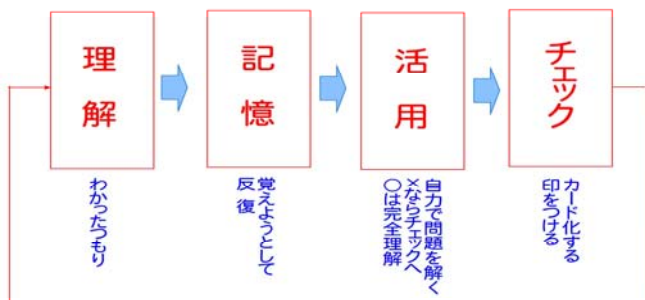 理解
記憶
活用
チェック
わかったつもり
覚えようとして
反復
自力で問題を解く
×ならチェックへ
〇は完全理解
カード化する
印をつける